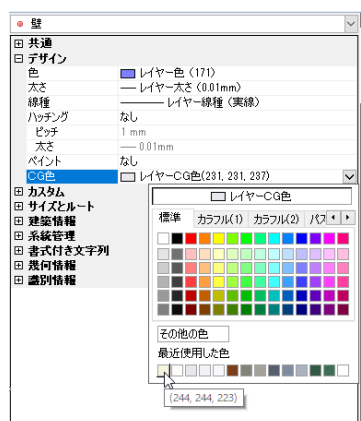 壁
共通
デザイン
色 レイヤー色 (171)
太さ レイヤー太さ (0.01mm)
線種 レイヤー線種 (実線)
ハッチング なし
ピッチ 1 mm
太さ 0.01mm
ペイント なし
CG色 レイヤーCG色(231, 231, 237)
カスタム
サイズとルート
建築情報
系統管理
書式付き文字列
幾何情報
識別情報
レイヤーCG色
標準 カラフル(1) カラフル(2) パス
その他の色
最近使用した色
(244, 244, 223)